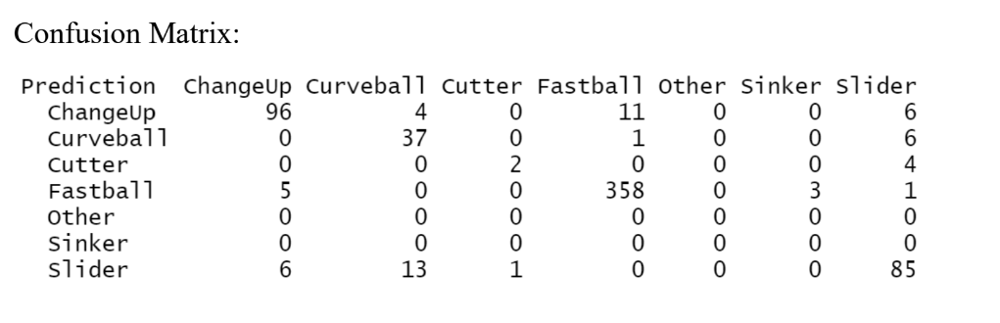 Confusion Matrix:
Prediction ChangeUp Curveball Cutter Fastball Other Sinker Slider
ChangeUp 96 4 0 11 0 0 6
Curveball 0 37 0 1 0 0 6
Cutter 0 0 2 0 0 0 4
Fastball 5 0 0 358 0 3 1
Other 0 0 0 0 0 0 0
Sinker 0 0 0 0 0 0 0
Slider 6 13 1 0 0 0 85